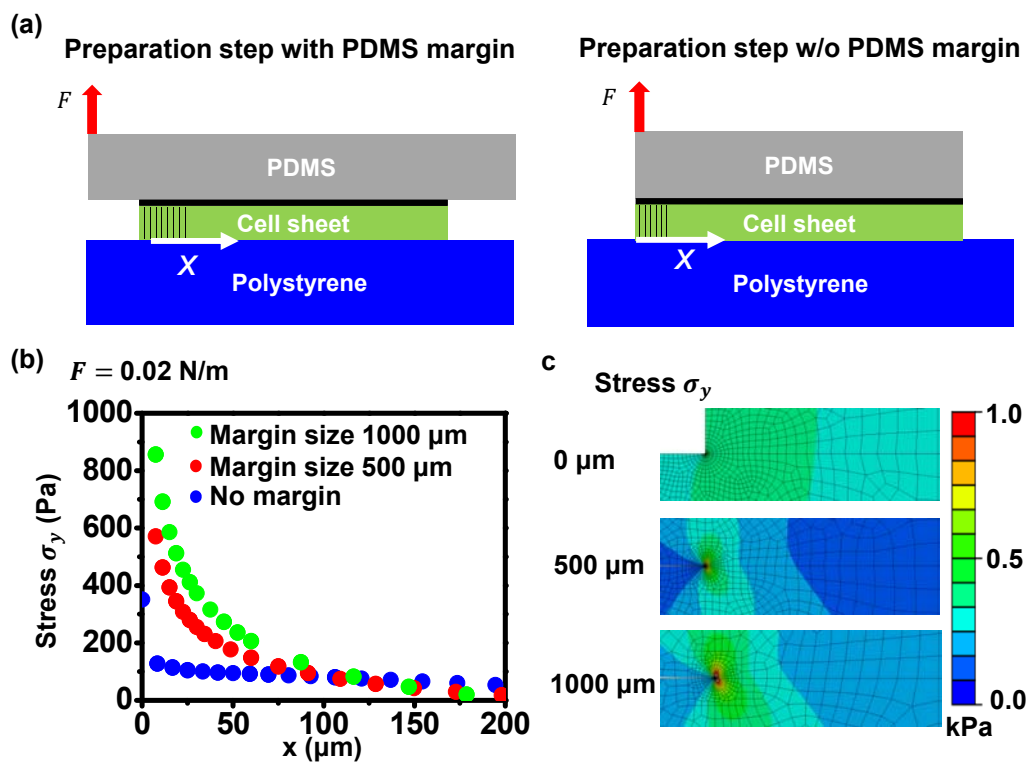 (a)
Preparation step with PDMS margin
Preparation step w/o PDMS margin
F
F
PDMS
PDMS
Cell sheet
Cell sheet
X
X
Polystyrene
Polystyrene
(b)
F = 0.02 N/m
1000
800
600
400
200
0
Stress σy (Pa)
Margin size 1000 µm
Margin size 500 µm
No margin
0
50
100
150
200
x (µm)
c
Stress σy
0 µm
500 µm
1000 µm
1.0
0.5
0.0
kPa